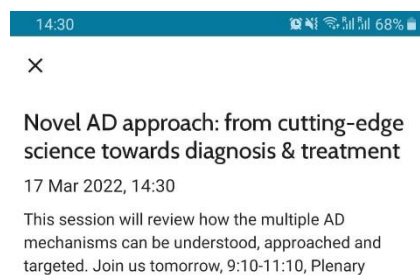 14:30
68%
Novel AD approach: from cutting-edge
science towards diagnosis & treatment
17 Mar 2022, 14:30
This session will review how the multiple AD
mechanisms can be understood, approached and
targeted. Join us tomorrow, 9:10-11:10, Plenary